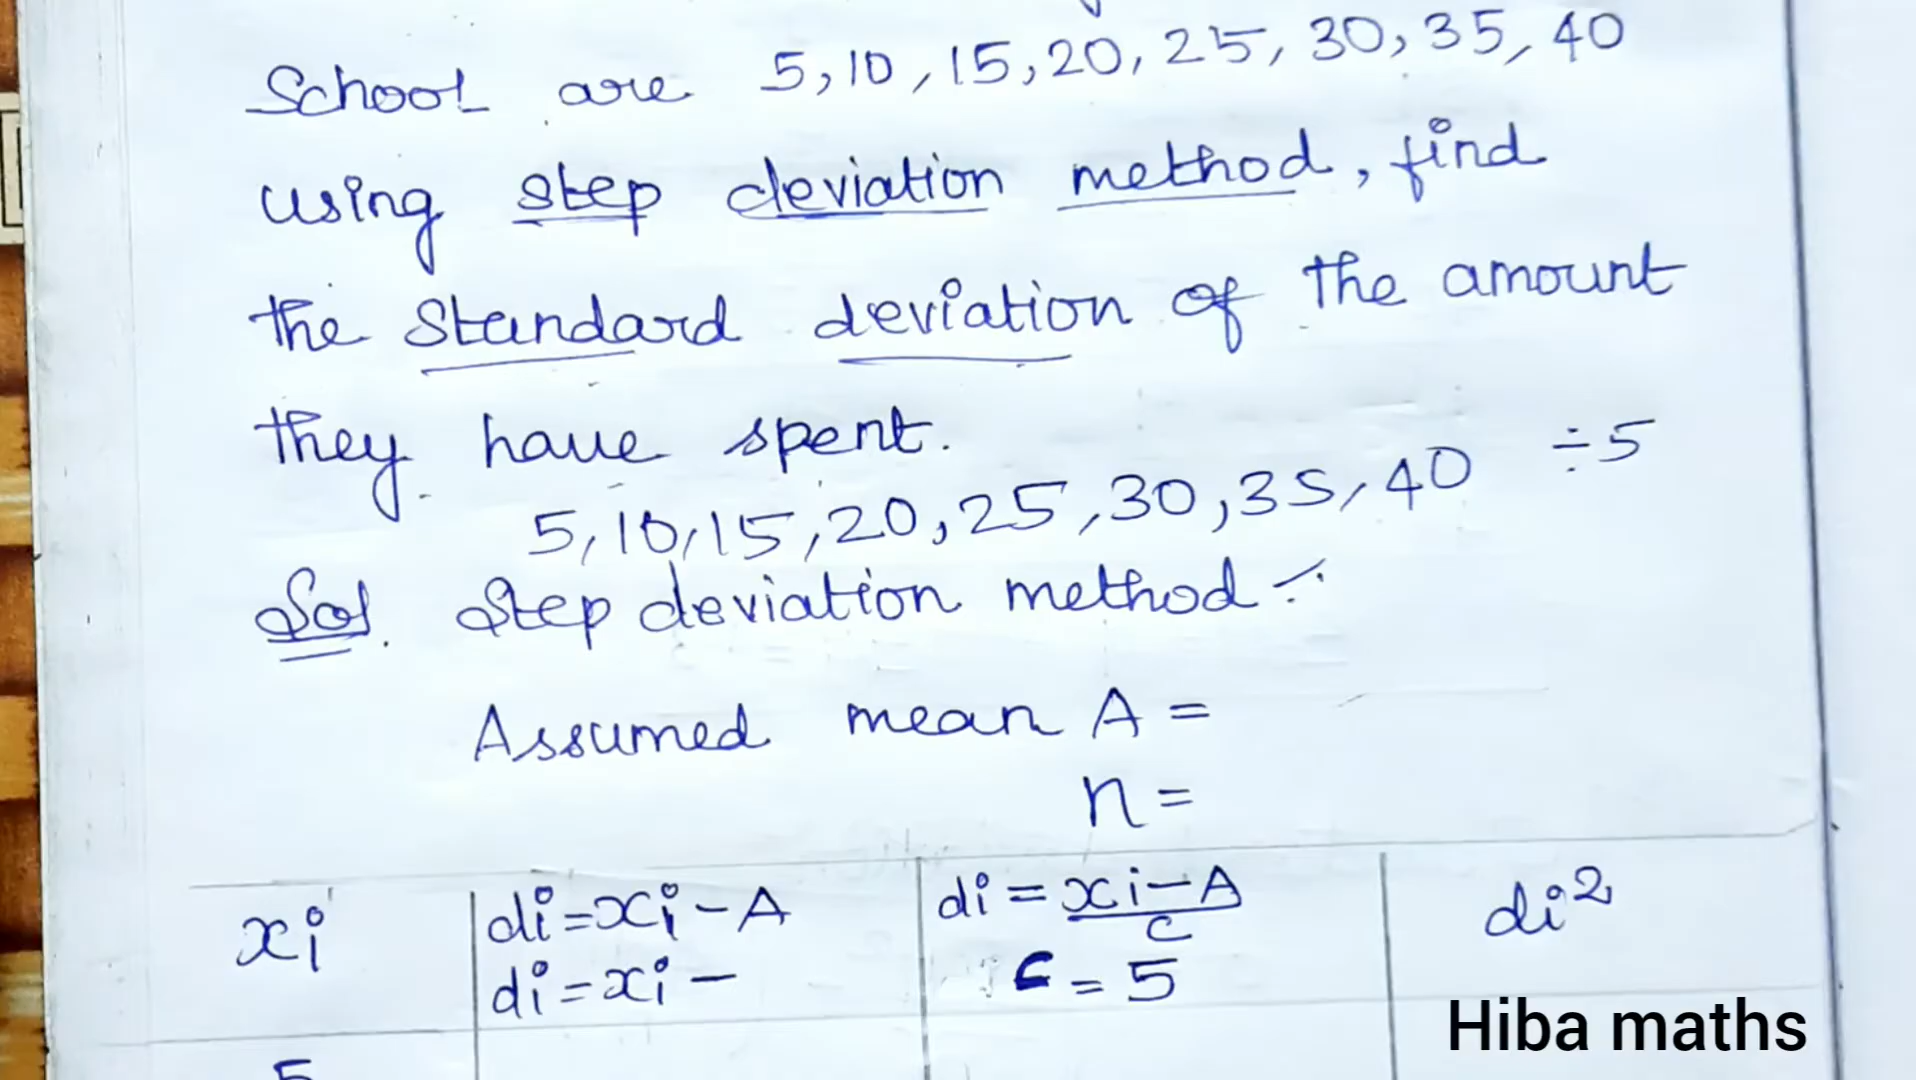 School are 5, 10, 15, 20, 25, 30, 35, 40
using step deviation method, find
the standard deviation of the amount
they have spent.
5, 10, 15, 20, 25, 30, 35, 40 ÷5
Sol. Step deviation method :-
Assumed mean A =
n =
xi | di = xi - A | di = xi - A / c | di²
di = xi - | c = 5
5
Hiba maths